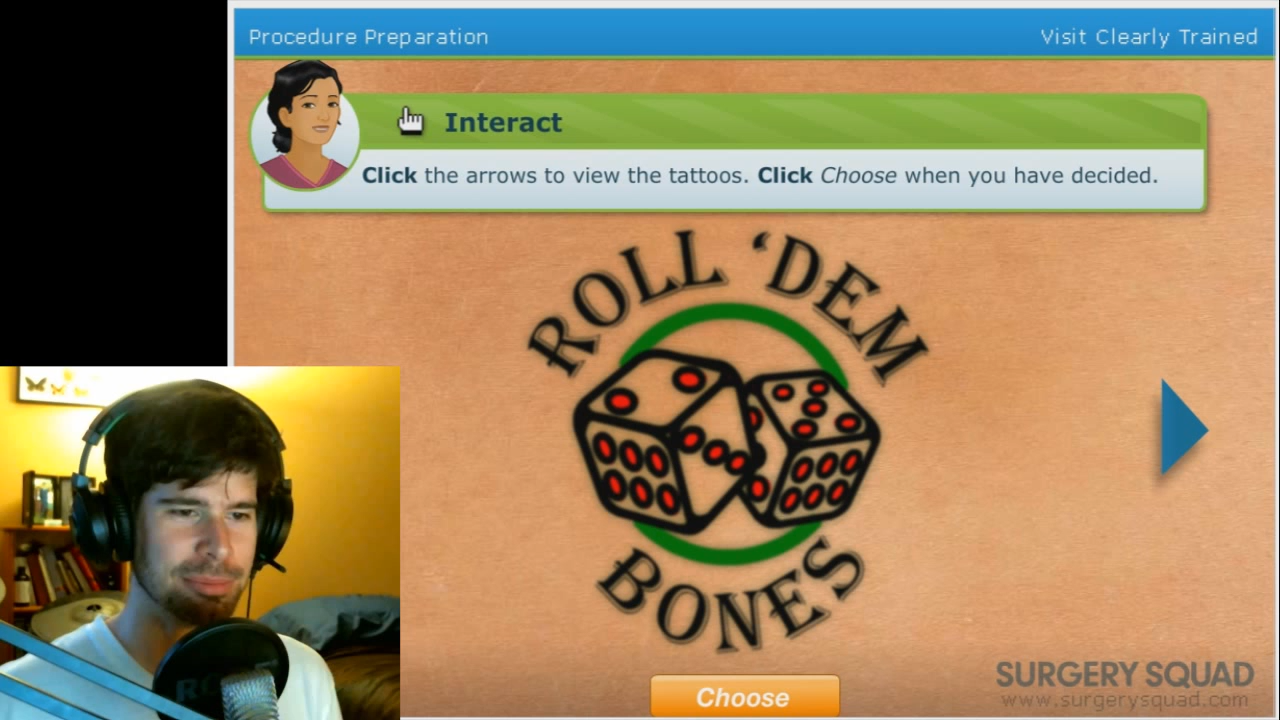 Procedure Preparation
Visit Clearly Trained
Interact
Click the arrows to view the tattoos. Click Choose when you have decided.
ROLL ‘DEM
BONES
Choose
SURGERY SQUAD
www.surgerysquad.com